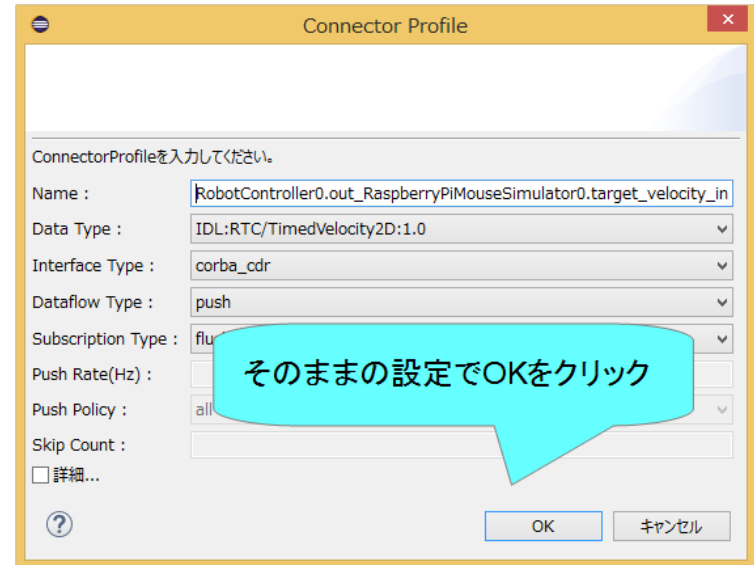 Connector Profile
ConnectorProfileを入力してください。
Name : RobotController0.out_RaspberryPiMouseSimulator0.target_velocity_in
Data Type : IDL:RTC/TimedVelocity2D:1.0
Interface Type : corba_cdr
Dataflow Type : push
Subscription Type :
そのままの設定でOKをクリック
Push Rate(Hz) :
Push Policy : all
Skip Count :
詳細...
OK キャンセル